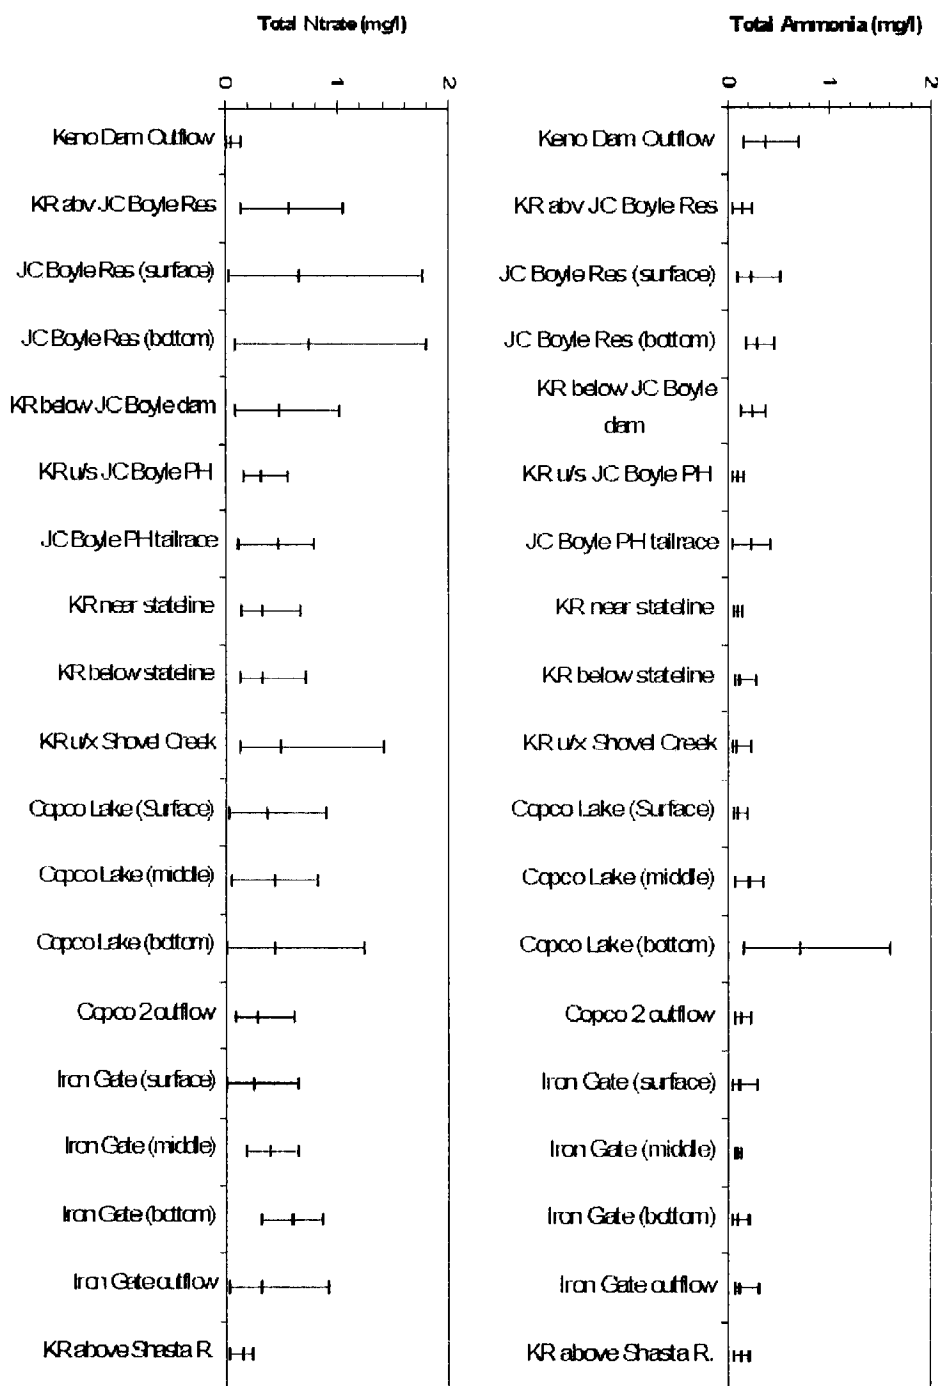 Total Ntrate (mg/l)
0 1 2
Keno Dam Outflow
KR abv JC Boyle Res
JC Boyle Res (surface)
JC Boyle Res (bottom)
KR below JC Boyle dam
KR u/s JC Boyle PH
JC Boyle PH tailrace
KR near stateline
KR below stateline
KR u/x Shovel Creek
Copco Lake (Surface)
Copco Lake (middle)
Copco Lake (bottom)
Copco 2 outflow
Iron Gate (surface)
Iron Gate (middle)
Iron Gate (bottom)
Iron Gate outflow
KR above Shasta R.
Total Ammonia (mg/l)
0 1 2
Keno Dam Outflow
KR abv JC Boyle Res
JC Boyle Res (surface)
JC Boyle Res (bottom)
KR below JC Boyle
dam
KR u/s JC Boyle PH
JC Boyle PH tailrace
KR near stateline
KR below stateline
KR u/x Shovel Creek
Copco Lake (Surface)
Copco Lake (middle)
Copco Lake (bottom)
Copco 2 outflow
Iron Gate (surface)
Iron Gate (middle)
Iron Gate (bottom)
Iron Gate outflow
KR above Shasta R.